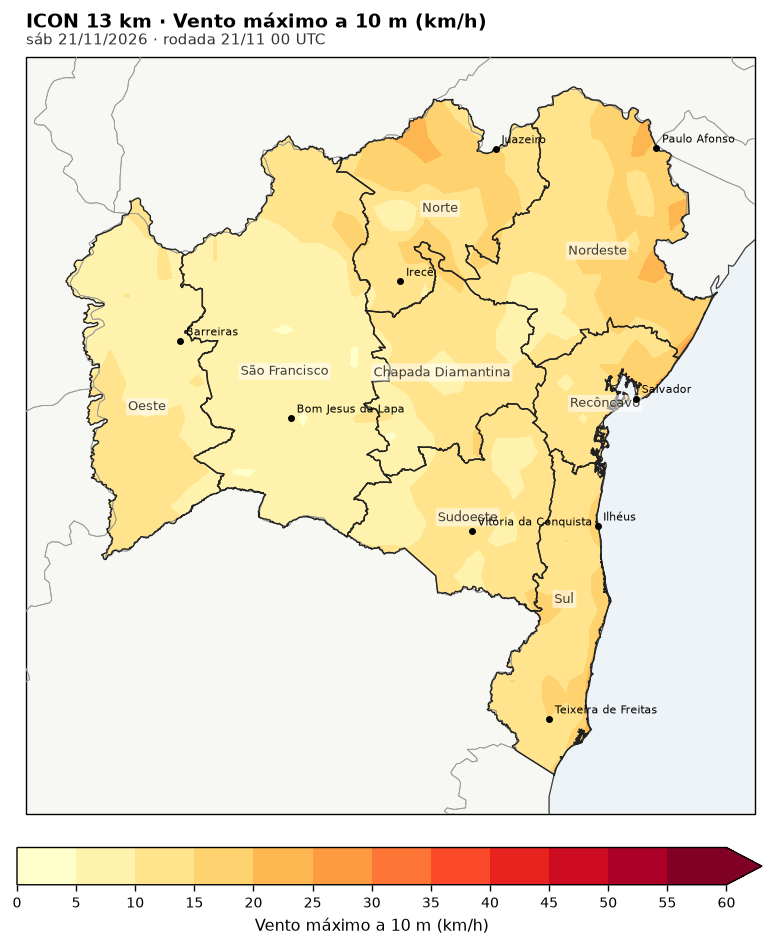 ICON 13 km · Vento máximo a 10 m (km/h)
sáb 21/11/2026 · rodada 21/11 00 UTC
Juazeiro
Paulo Afonso
Norte
Nordeste
Irecê
Barreiras
São Francisco
Chapada Diamantina
Salvador
Oeste
Bom Jesus da Lapa
Recôncavo
Sudoeste
Vitória da Conquista
Ilhéus
Sul
Teixeira de Freitas
0 5 10 15 20 25 30 35 40 45 50 55 60
Vento máximo a 10 m (km/h)